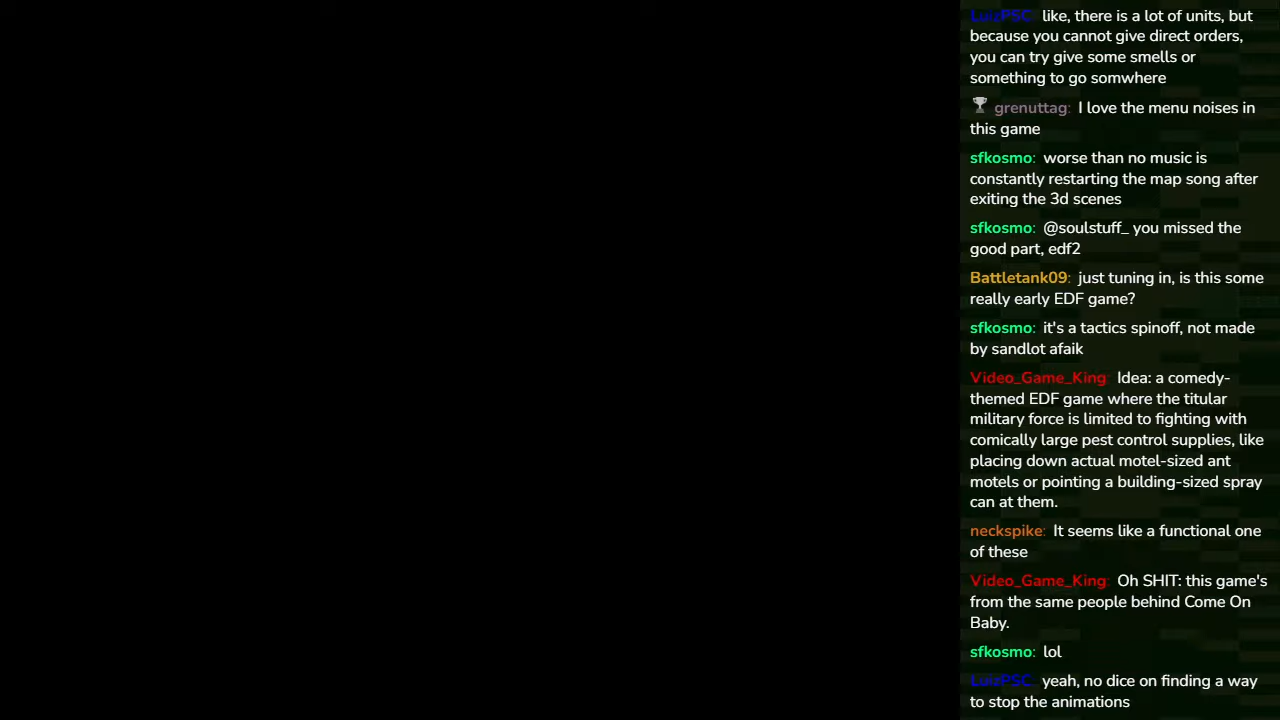 LuizPSC: like, there is a lot of units, but
because you cannot give direct orders,
you can try give some smells or
something to go somwhere
grenuttag: I love the menu noises in
this game
sfkosmo: worse than no music is
constantly restarting the map song after
exiting the 3d scenes
sfkosmo: @soulstuff_ you missed the
good part, edf2
Battletank09: just tuning in, is this some
really early EDF game?
sfkosmo: it's a tactics spinoff, not made
by sandlot afaik
Video_Game_King: Idea: a comedy-
themed EDF game where the titular
military force is limited to fighting with
comically large pest control supplies, like
placing down actual motel-sized ant
motels or pointing a building-sized spray
can at them.
neckspike: It seems like a functional one
of these
Video_Game_King: Oh SHIT: this game's
from the same people behind Come On
Baby.
sfkosmo: lol
LuizPSC: yeah, no dice on finding a way
to stop the animations